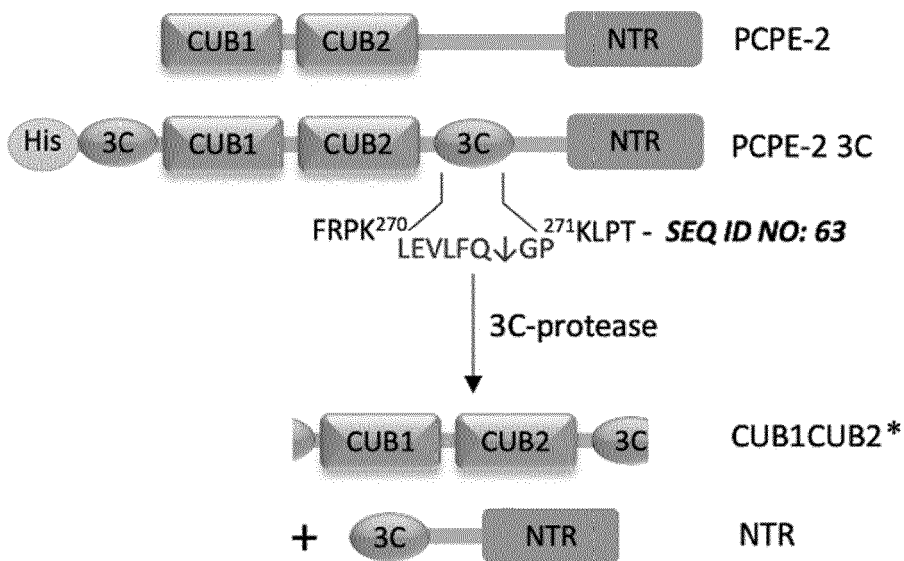 CUB1 CUB2 NTR PCPE-2
His 3C CUB1 CUB2 3C NTR PCPE-2 3C
FRPK²⁷⁰ ²⁷¹KLPT - SEQ ID NO: 63
LEVLFQ↓GP
3C-protease
CUB1 CUB2 3C CUB1CUB2*
+ 3C NTR NTR